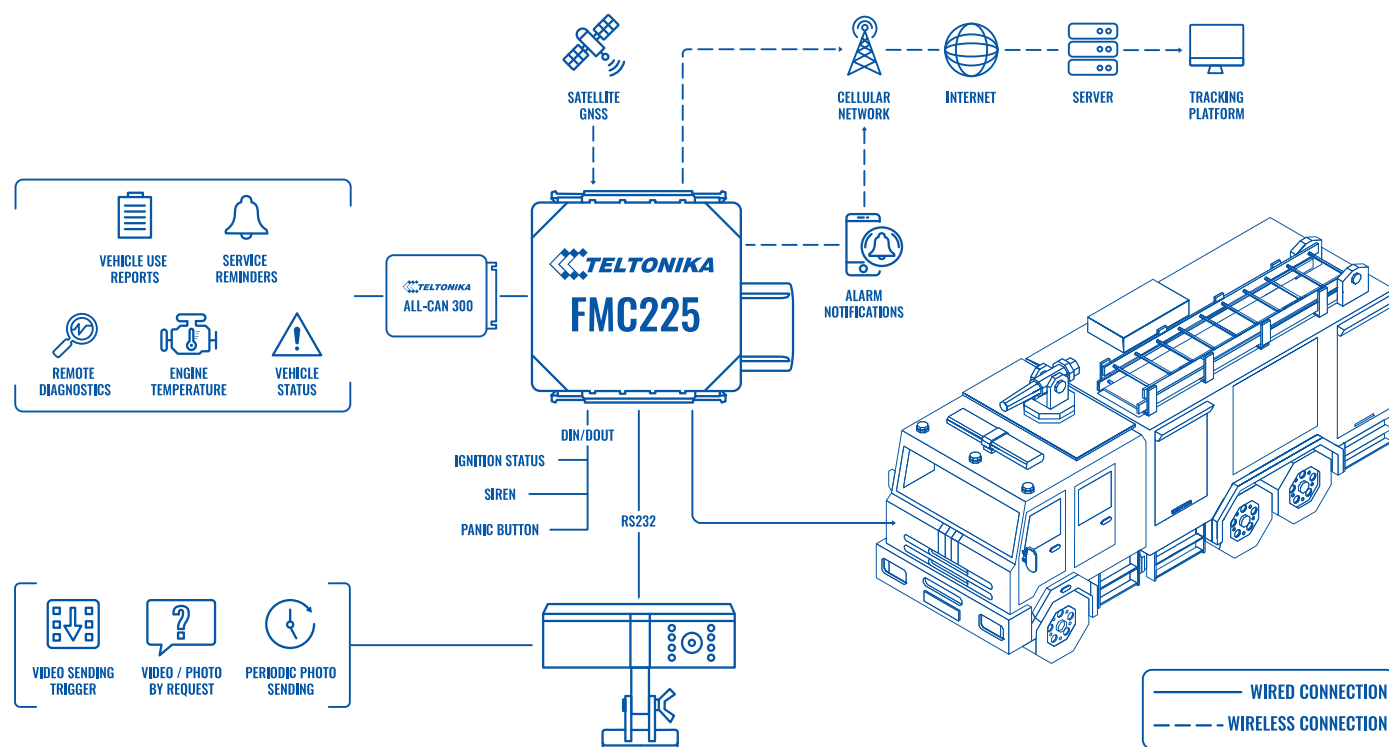 SATELLITE
GNSS
CELLULAR
NETWORK
INTERNET
SERVER
TRACKING
PLATFORM
VEHICLE USE
REPORTS
SERVICE
REMINDERS
REMOTE
DIAGNOSTICS
ENGINE
TEMPERATURE
VEHICLE
STATUS
TELTONIKA
ALL-CAN 300
TELTONIKA
FMC225
ALARM
NOTIFICATIONS
DIN/DOUT
IGNITION STATUS
SIREN
PANIC BUTTON
RS232
VIDEO SENDING
TRIGGER
?
VIDEO / PHOTO
BY REQUEST
PERIODIC PHOTO
SENDING
WIRED CONNECTION
WIRELESS CONNECTION